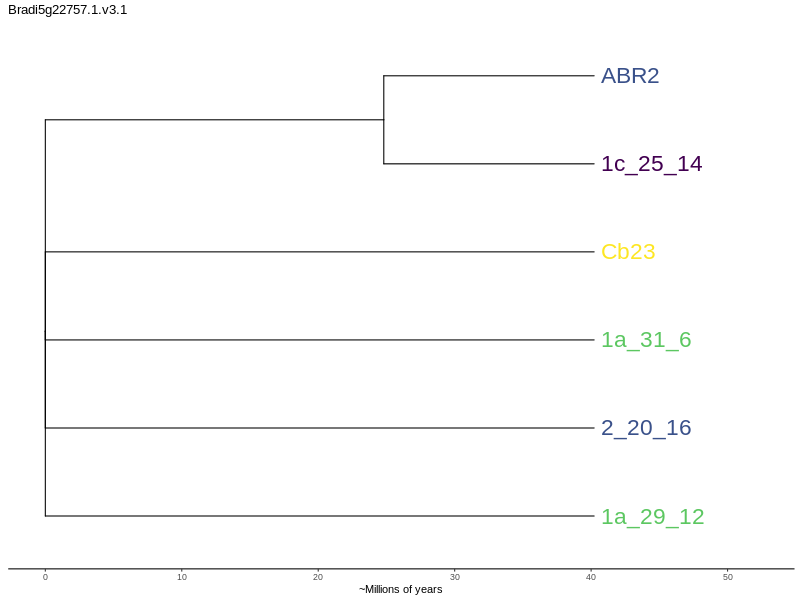 Bradi5g22757.1.v3.1
ABR2
1c_25_14
Cb23
1a_31_6
2_20_16
1a_29_12
0 10 20 30 40 50
~Millions of years